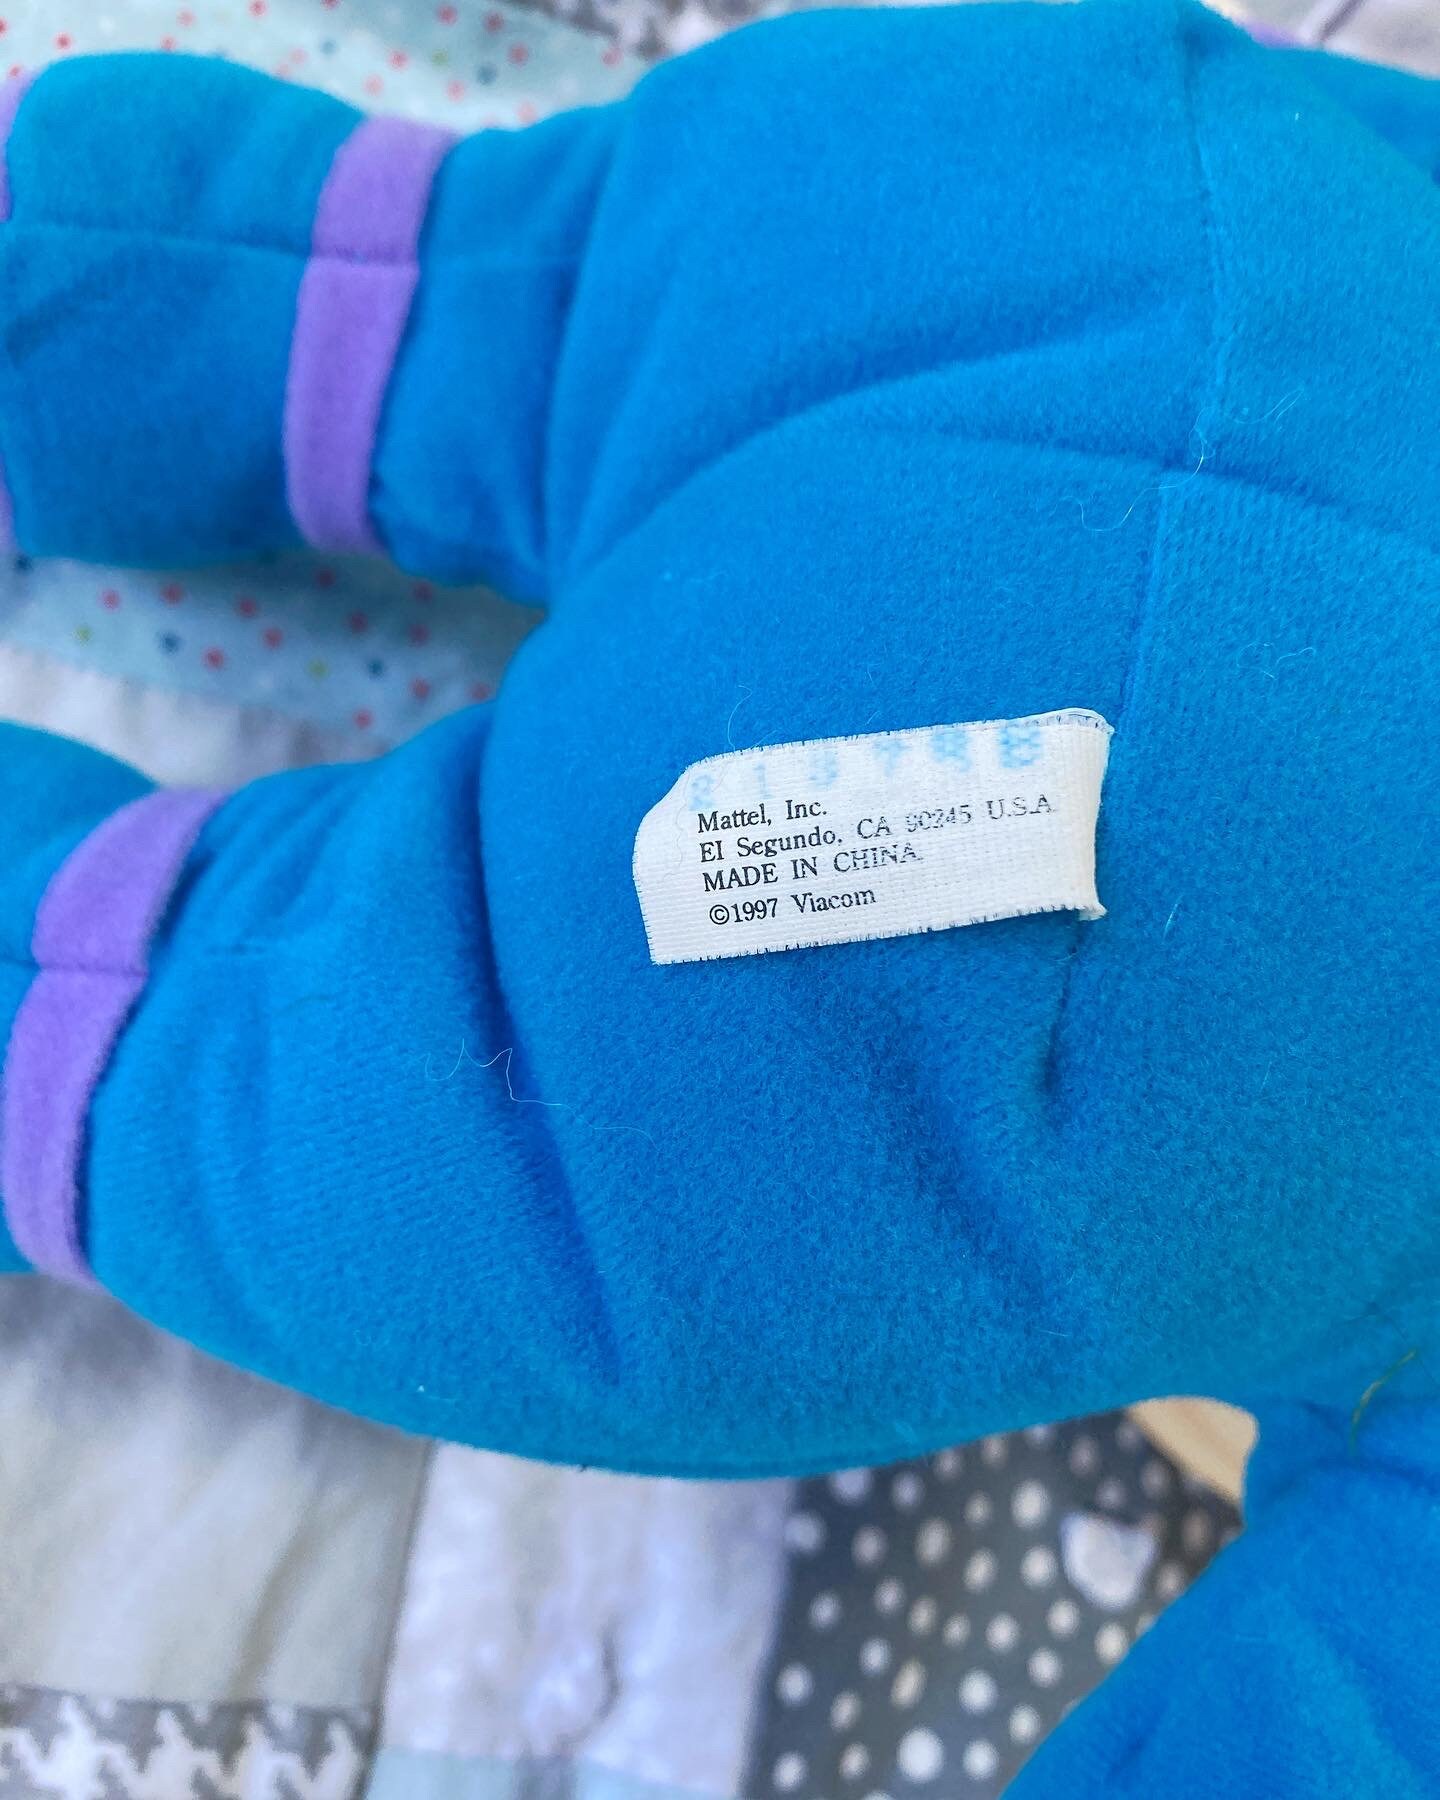 Mattel, Inc.
El Segundo, CA 90245 U.S.A.
MADE IN CHINA
©1997 Viacom